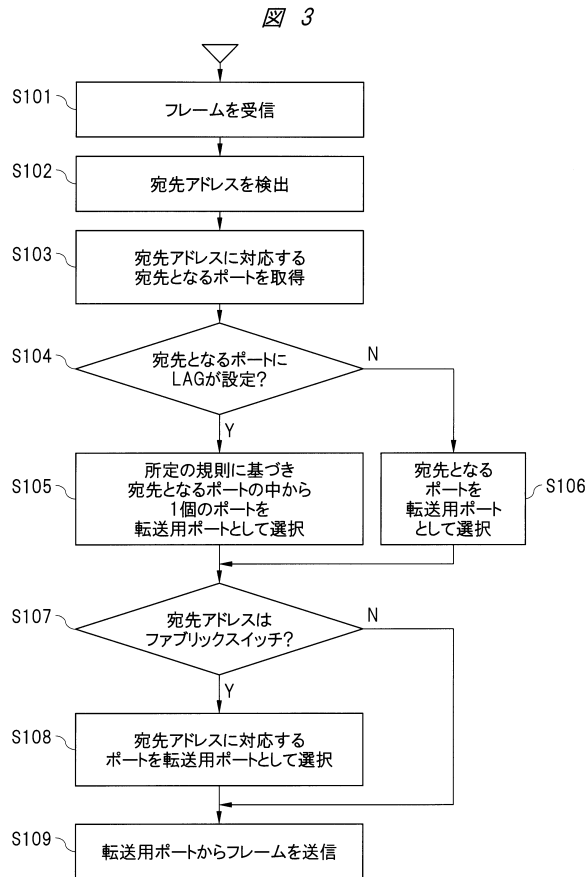 図 3
S101
フレームを受信
S102
宛先アドレスを検出
S103
宛先アドレスに対応する
宛先となるポートを取得
S104
宛先となるポートに
LAGが設定?
N
Y
S105
所定の規則に基づき
宛先となるポートの中から
1個のポートを
転送用ポートとして選択
宛先となる
ポートを
転送用ポート
として選択
S106
S107
宛先アドレスは
ファブリックスイッチ?
N
Y
S108
宛先アドレスに対応する
ポートを転送用ポートとして選択
S109
転送用ポートからフレームを送信